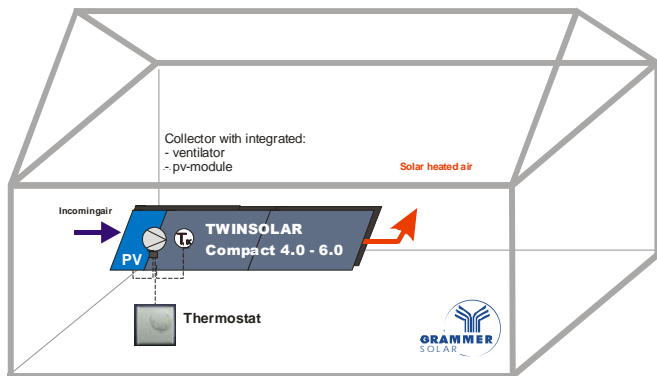 Collector with integrated:
- ventilator
- pv-module
Solar heated air
Incomingair
TWINSOLAR
Compact 4.0 - 6.0
TK
PV
Thermostat
GRAMMER
SOLAR